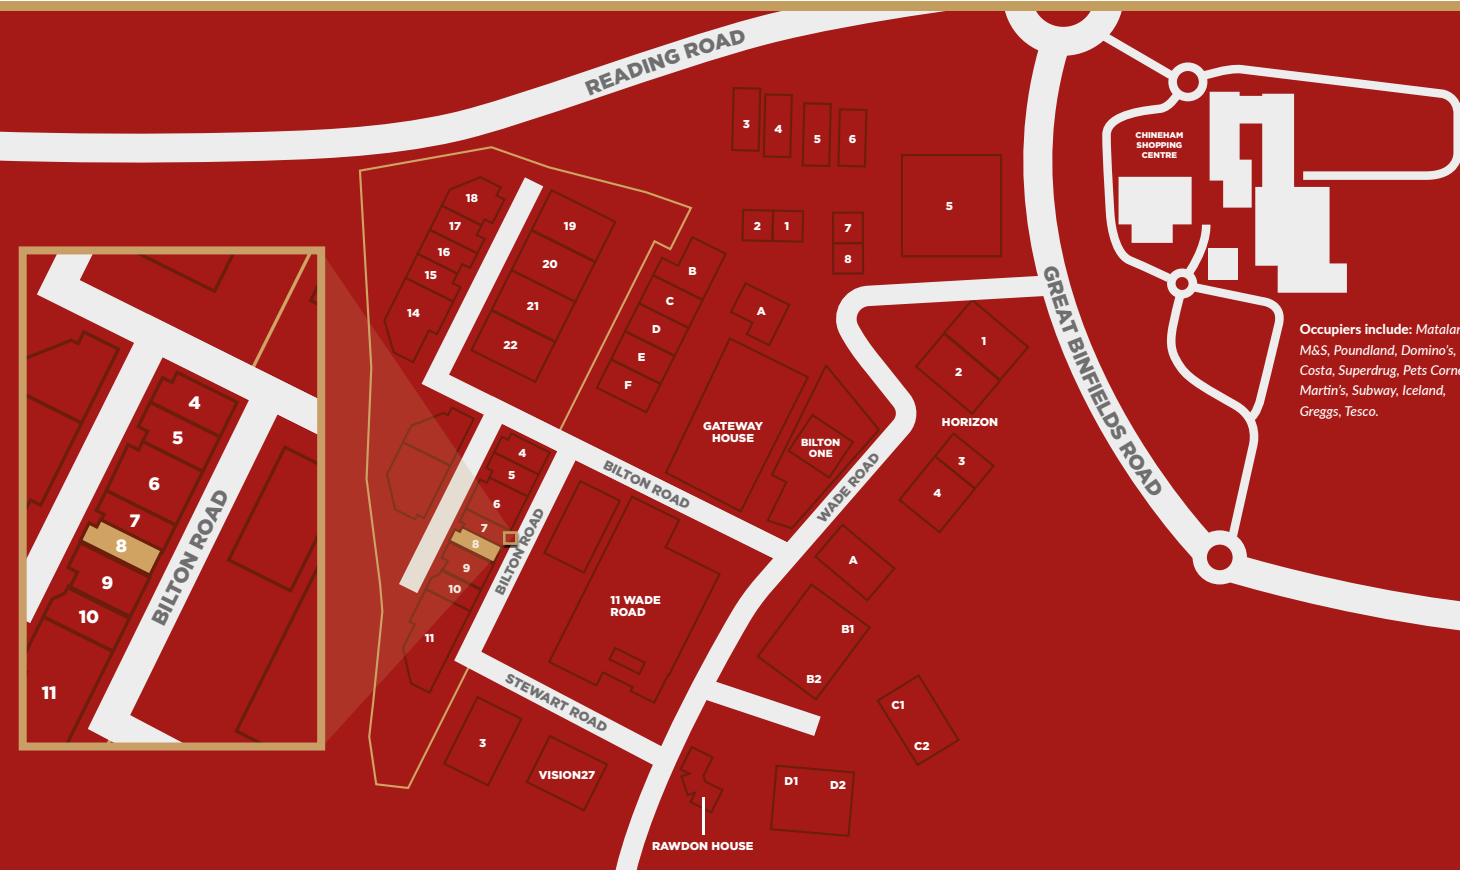 READING ROAD
3
4
5
6
CHINEHAM
SHOPPING
CENTRE
18
17
16
15
14
19
20
21
22
2
1
7
8
5
B
C
D
E
F
A
GREAT BINFIELDS ROAD
1
2
HORIZON
3
4
Occupiers include: Matalan
M&S, Poundland, Domino's,
Costa, Superdrug, Pets Corne
Martin's, Subway, Iceland,
Greggs, Tesco.
GATEWAY
HOUSE
BILTON
ONE
WADE ROAD
BILTON ROAD
4
5
6
7
8
9
10
11
BILTON ROAD
4
5
6
7
8
9
10
11
BILTON ROAD
11 WADE
ROAD
A
B1
B2
C1
C2
STEWART ROAD
3
VISION27
D1
D2
RAWDON HOUSE